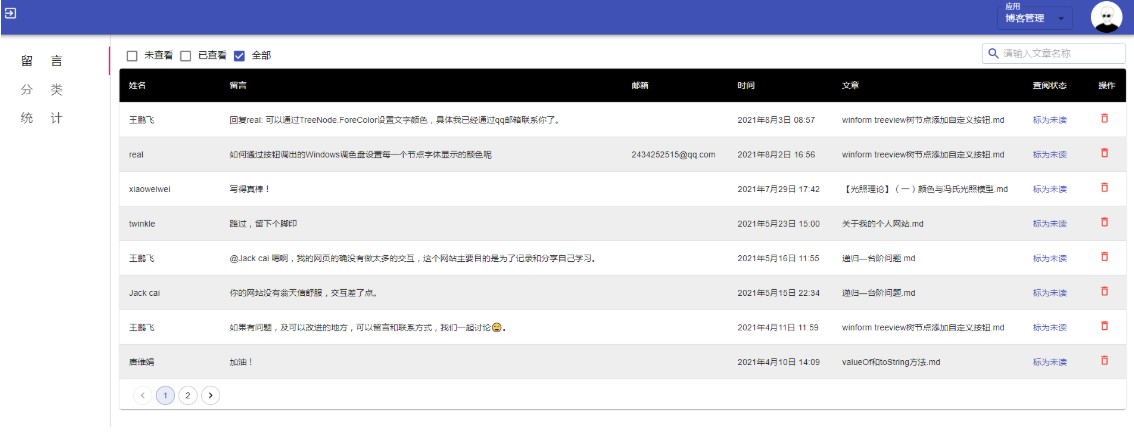 应用
博客管理
留 言
分 类
统 计
未查看 已查看 全部
请输入文章名称
姓名 留言 邮箱 时间 文章 查阅状态 操作
王鹏飞 回复real: 可以通过TreeNode.ForeColor设置文字颜色，具体我已经通过qq邮箱联系你了。 2021年8月3日 08:57 winform treeview树节点添加自定义按钮.md 标为未读
real 如何通过按钮调出的Windows调色盘设置每一个节点字体显示的颜色呢 2434252515@qq.com 2021年8月2日 16:56 winform treeview树节点添加自定义按钮.md 标为未读
xiaoweiwei 写得真棒！ 2021年7月29日 17:42 【光照理论】（一）颜色与冯氏光照模型.md 标为未读
twinkle 路过，留下个脚印 2021年5月23日 15:00 关于我的个人网站.md 标为未读
王鹏飞 @Jack cai 嗯啊，我的网页的确没有做太多的交互，这个网站主要目的是为了记录和分享自己学习。 2021年5月16日 11:55 递归—台阶问题.md 标为未读
Jack cai 你的网站没有翁天信舒服，交互差了点。 2021年5月15日 22:34 递归—台阶问题.md 标为未读
王鹏飞 如果有问题，及可以改进的地方，可以留言和联系方式，我们一起讨论😄。 2021年4月11日 11:59 winform treeview树节点添加自定义按钮.md 标为未读
唐维娟 加油！ 2021年4月10日 14:09 valueOf和toString方法.md 标为未读
1 2